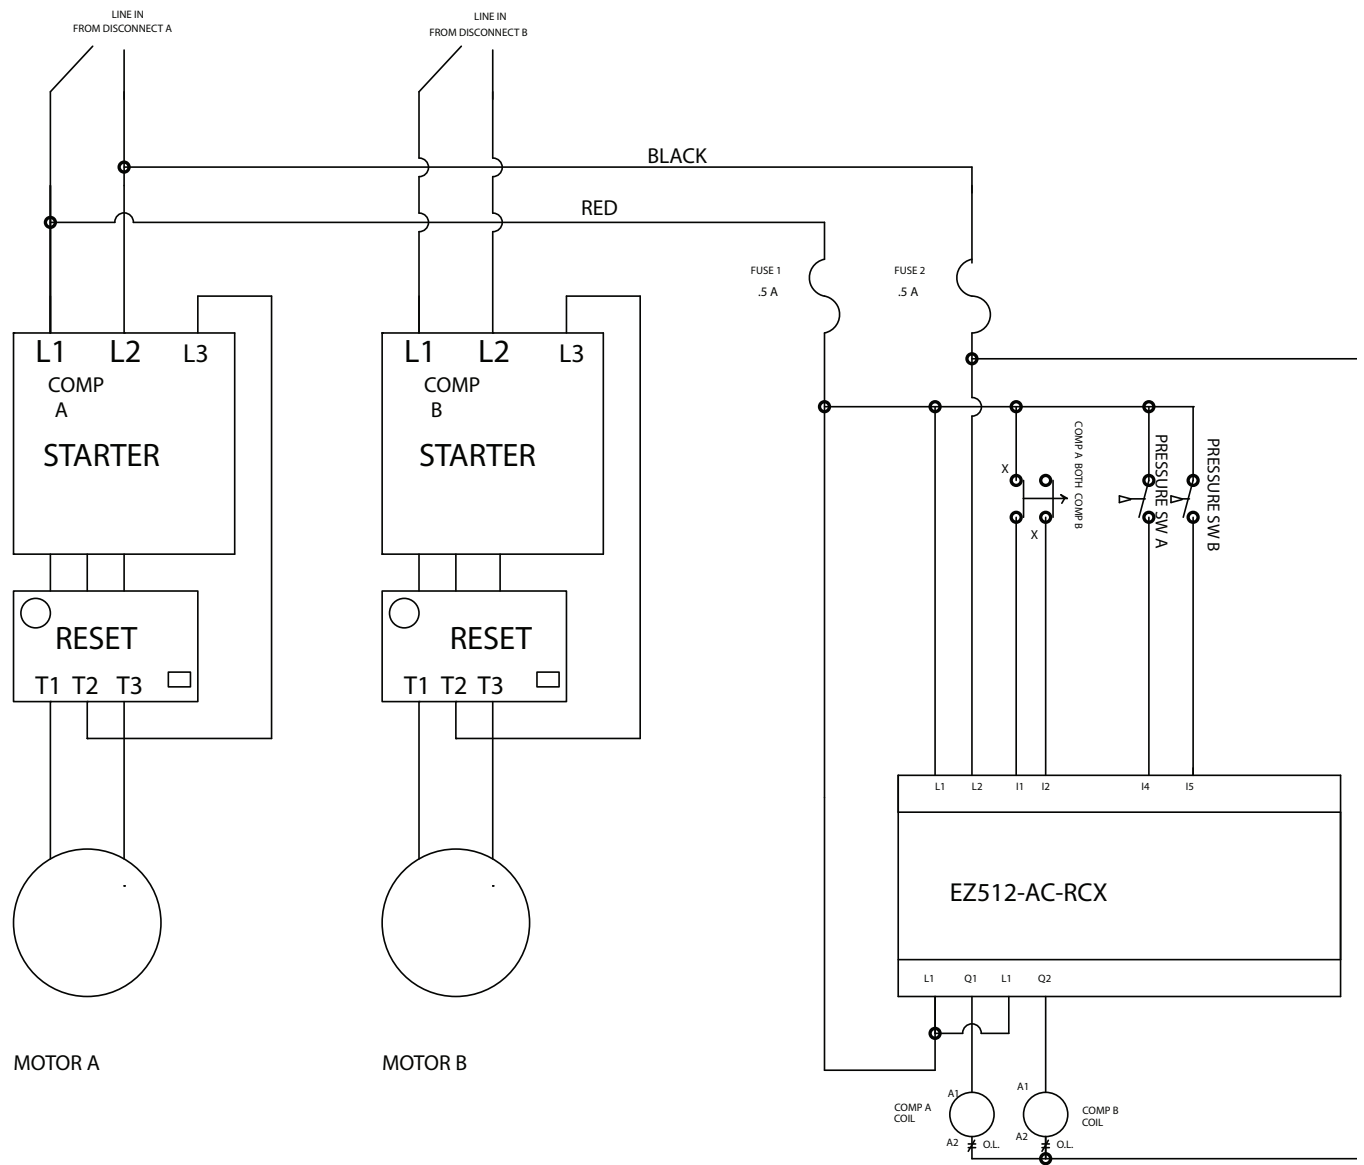 LINE IN
FROM DISCONNECT A
LINE IN
FROM DISCONNECT B
BLACK
RED
FUSE 1
.5 A
FUSE 2
.5 A
L1 L2 L3
COMP
A
STARTER
L1 L2 L3
COMP
B
STARTER
COMP A BOTH COMP B
X
X
PRESSURE SW A
PRESSURE SW B
RESET
T1 T2 T3
RESET
T1 T2 T3
L1 L2 I1 I2 I4 I5
EZ512-AC-RCX
L1 Q1 L1 Q2
MOTOR A
MOTOR B
COMP A
COIL
A1
A2
O.L.
A1
A2
O.L.
COMP B
COIL